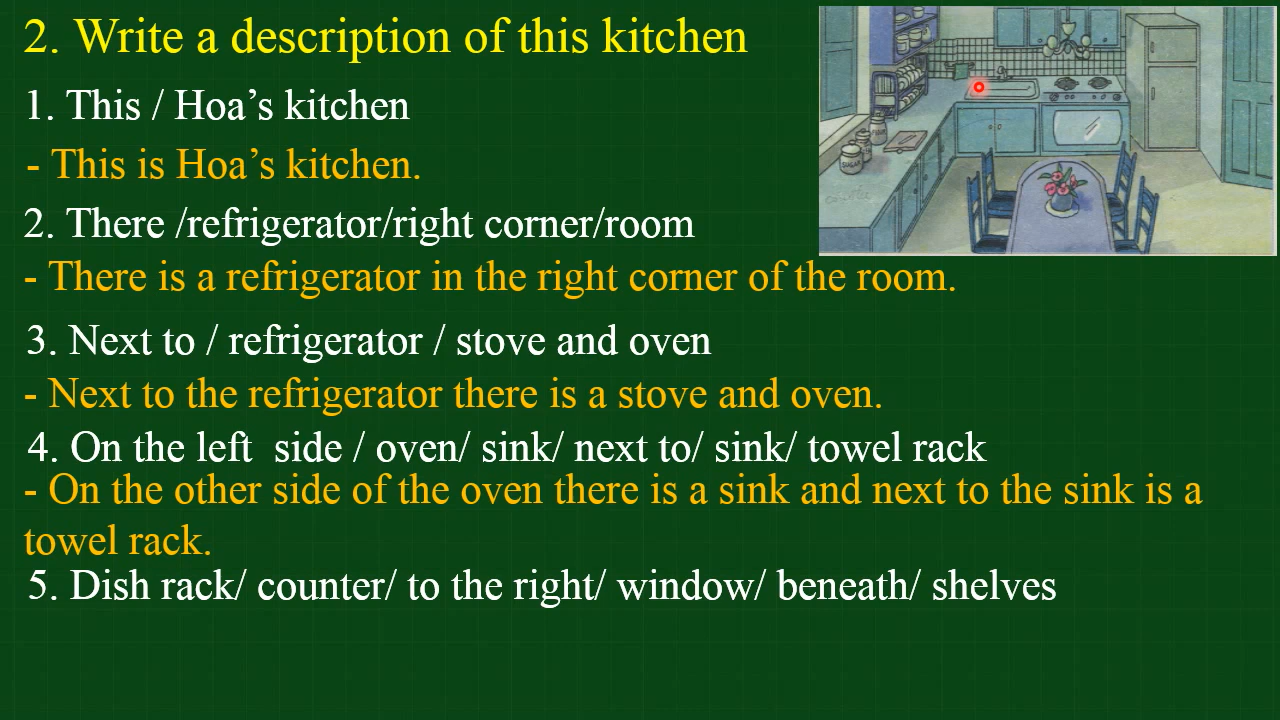 2. Write a description of this kitchen
1. This / Hoa’s kitchen
- This is Hoa’s kitchen.
2. There /refrigerator/right corner/room
- There is a refrigerator in the right corner of the room.
3. Next to / refrigerator / stove and oven
- Next to the refrigerator there is a stove and oven.
4. On the left  side / oven/ sink/ next to/ sink/ towel rack
- On the other side of the oven there is a sink and next to the sink is a
towel rack.
5. Dish rack/ counter/ to the right/ window/ beneath/ shelves
SUGAR